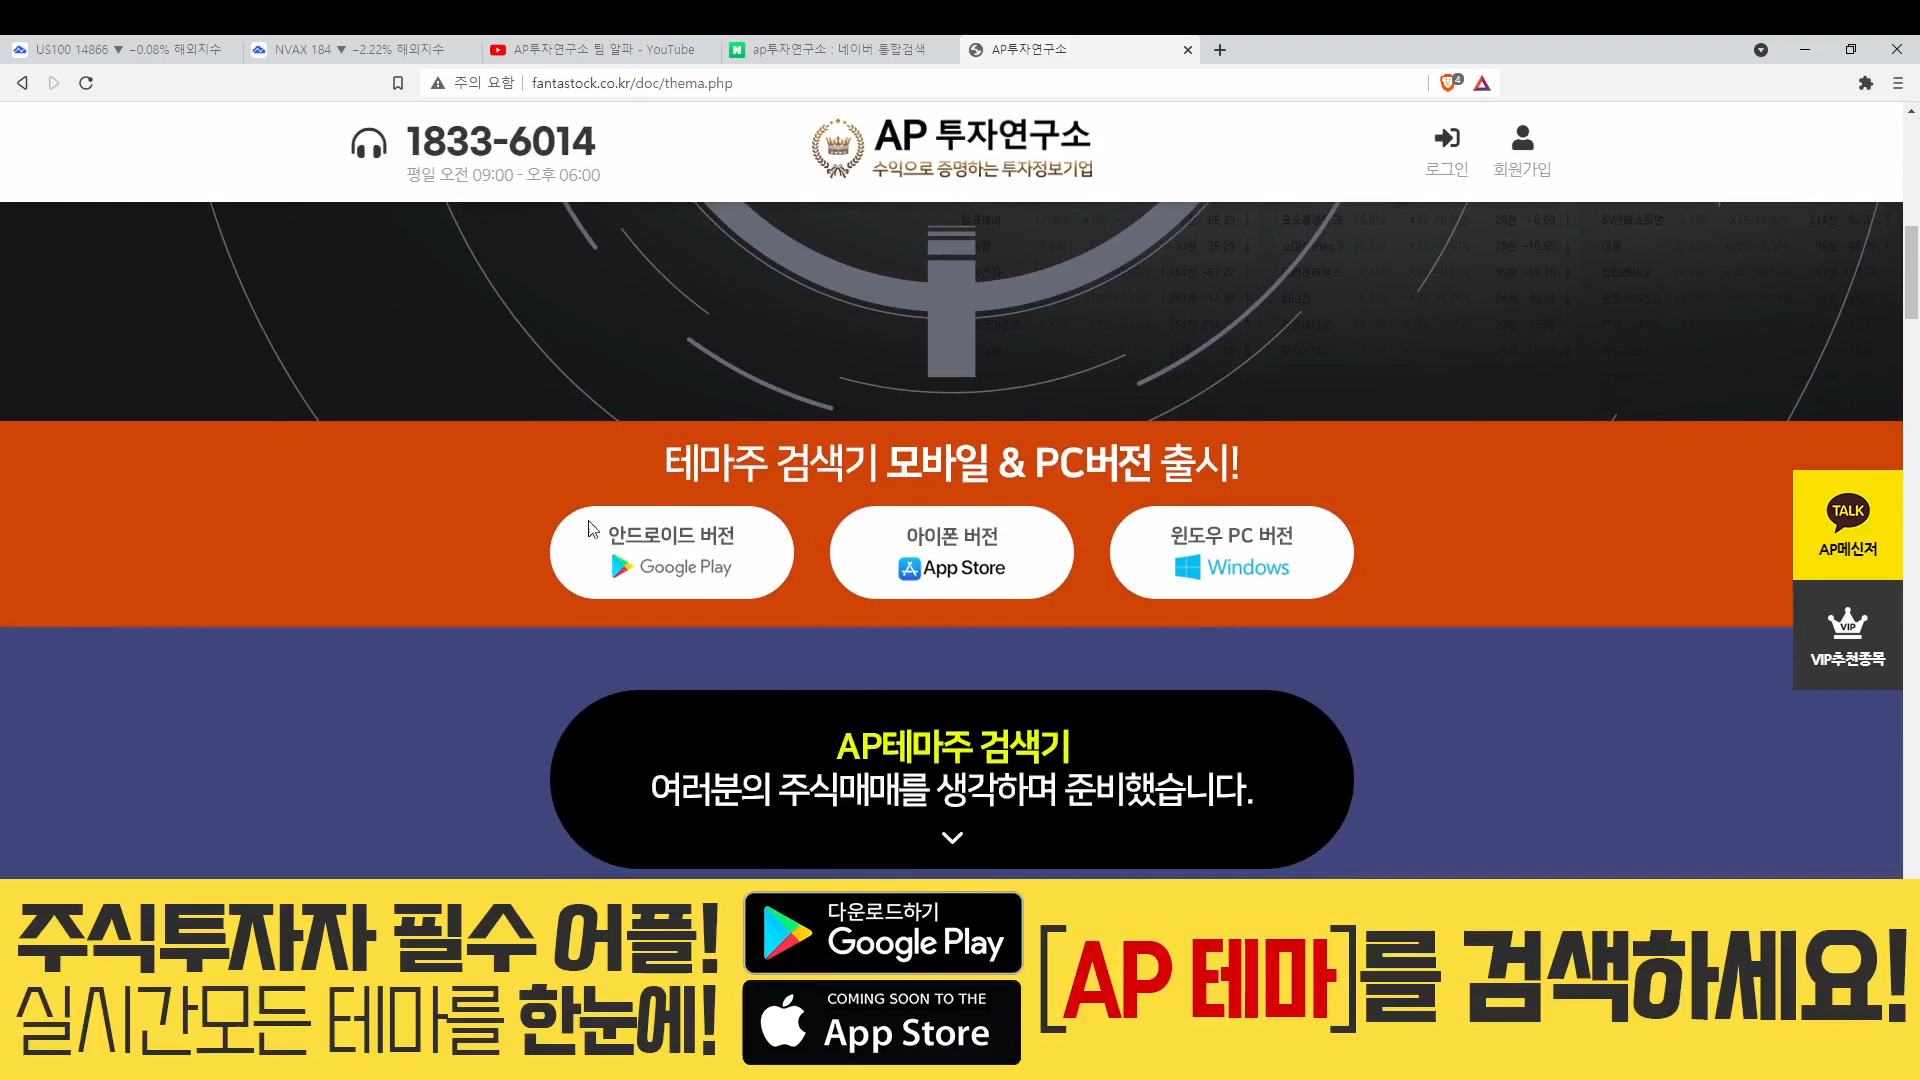 US100 14866 ▼ −0.08% 해외지수
NVAX 184 ▼ −2.22% 해외지수
AP투자연구소 팀 알파 - YouTube
ap투자연구소 : 네이버 통합검색
AP투자연구소
주의 요함
fantastock.co.kr/doc/thema.php
4
1833-6014
평일 오전 09:00 - 오후 06:00
AP 투자연구소
수익으로 증명하는 투자정보기업
로그인
회원가입
테마주 검색기 모바일 & PC버전 출시!
안드로이드 버전
Google Play
아이폰 버전
App Store
윈도우 PC 버전
Windows
TALK
AP메신저
VIP
VIP추천종목
AP테마주 검색기
여러분의 주식매매를 생각하며 준비했습니다.
주식투자자 필수 어플!
실시간모든 테마를 한눈에!
다운로드하기
Google Play
COMING SOON TO THE
App Store
[AP 테마]를 검색하세요!